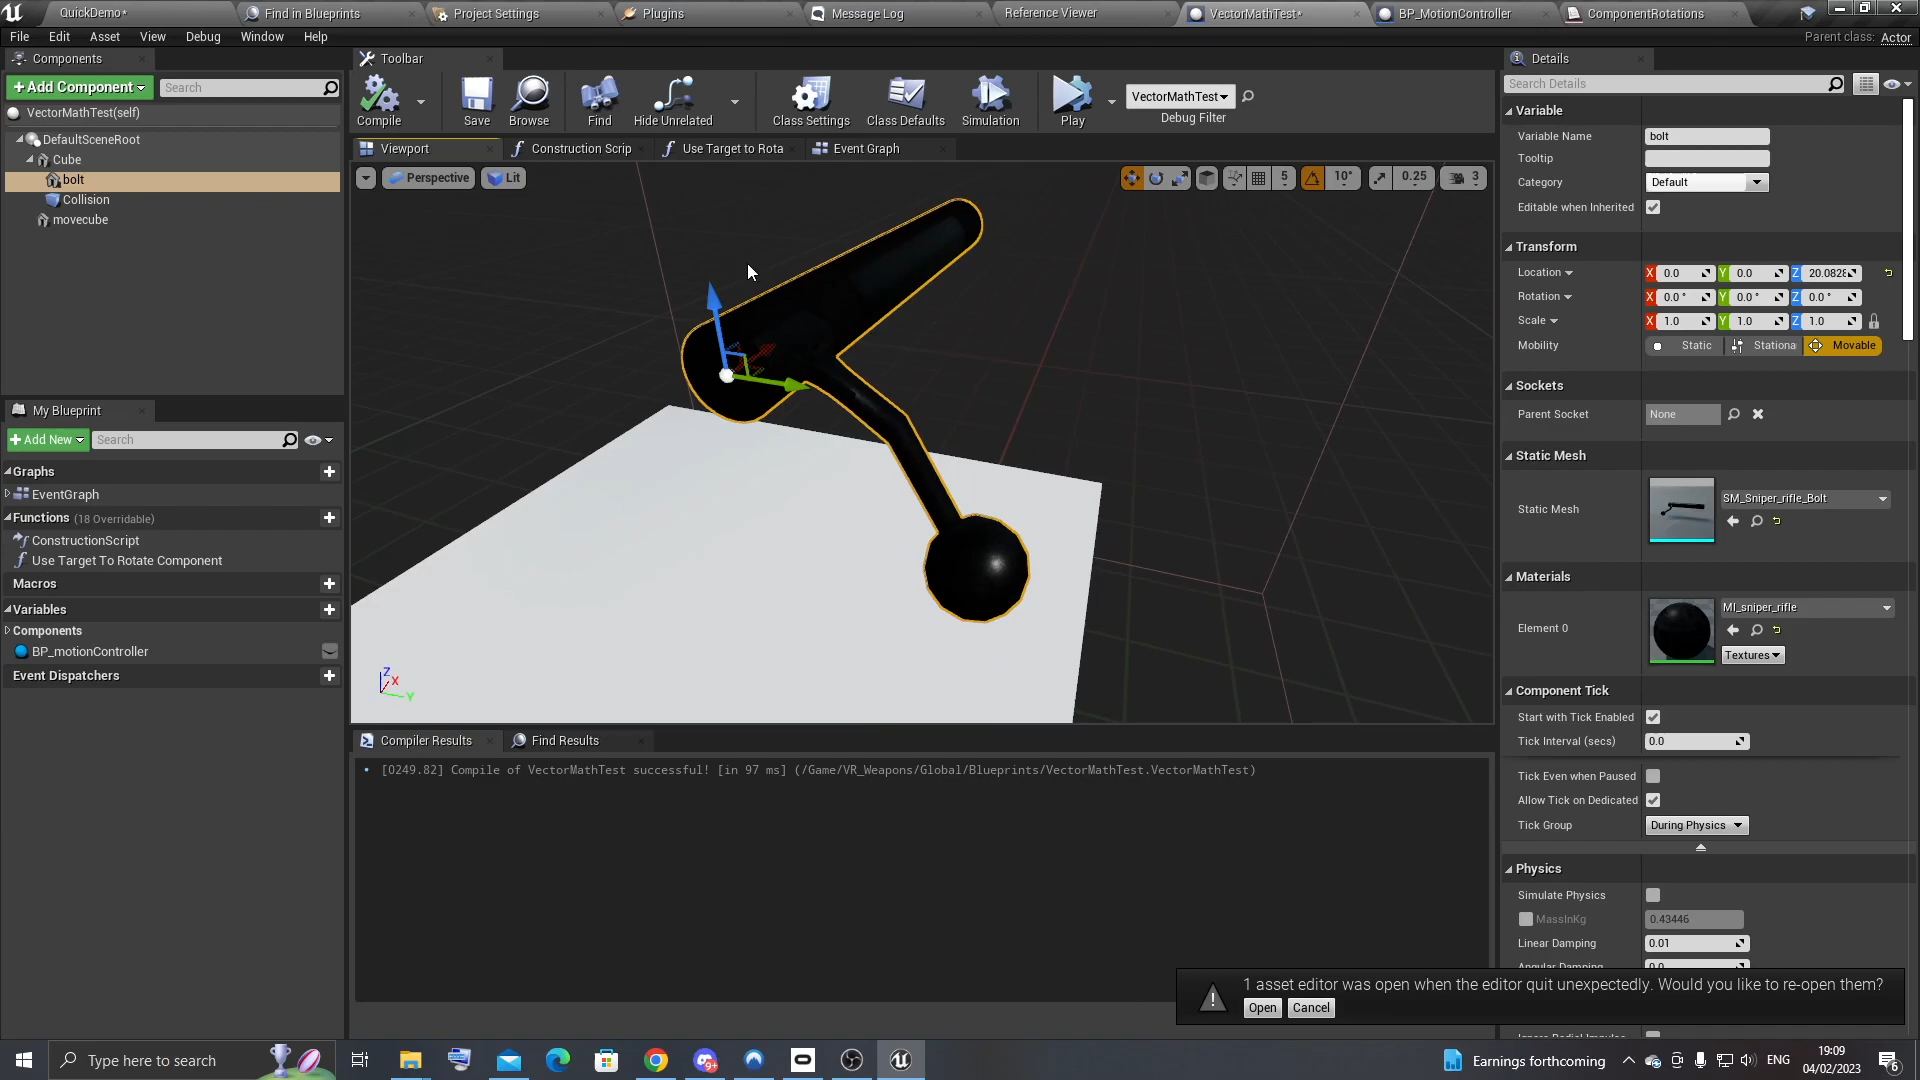 QuickDemo*
Find in Blueprints
Project Settings
Plugins
Message Log
Reference Viewer
VectorMathTest*
BP_MotionController
ComponentRotations
File Edit Asset View Debug Window Help
Parent class: Actor
Components
+Add Component
Search
VectorMathTest(self)
DefaultSceneRoot
Cube
bolt
Collision
movecube
My Blueprint
+Add New
Search
Graphs
EventGraph
Functions (18 Overridable)
ConstructionScript
Use Target To Rotate Component
Macros
Variables
Components
BP_motionController
Event Dispatchers
Toolbar
Compile
Save
Browse
Find
Hide Unrelated
Class Settings
Class Defaults
Simulation
Play
VectorMathTest
Debug Filter
Viewport
Construction Scrip
Use Target to Rota
Event Graph
Perspective
Lit
5
10°
0.25
3
Z
X
Y
Compiler Results
Find Results
[0249.82] Compile of VectorMathTest successful! [in 97 ms] (/Game/VR_Weapons/Global/Blueprints/VectorMathTest.VectorMathTest)
Details
Search Details
Variable
Variable Name bolt
Tooltip
Category Default
Editable when Inherited
Transform
Location X 0.0 Y 0.0 Z 20.0828
Rotation X 0.0° Y 0.0° Z 0.0°
Scale X 1.0 Y 1.0 Z 1.0
Mobility Static Stationa Movable
Sockets
Parent Socket None
Static Mesh
Static Mesh SM_Sniper_rifle_Bolt
Materials
Element 0 MI_sniper_rifle
Textures
Component Tick
Start with Tick Enabled
Tick Interval (secs) 0.0
Tick Even when Paused
Allow Tick on Dedicated
Tick Group During Physics
Physics
Simulate Physics
MassInKg 0.43446
Linear Damping 0.01
Angular Damping 0.0
1 asset editor was open when the editor quit unexpectedly. Would you like to re-open them?
Open Cancel
Type here to search
9+
Earnings forthcoming
ENG
19:09
04/02/2023
6